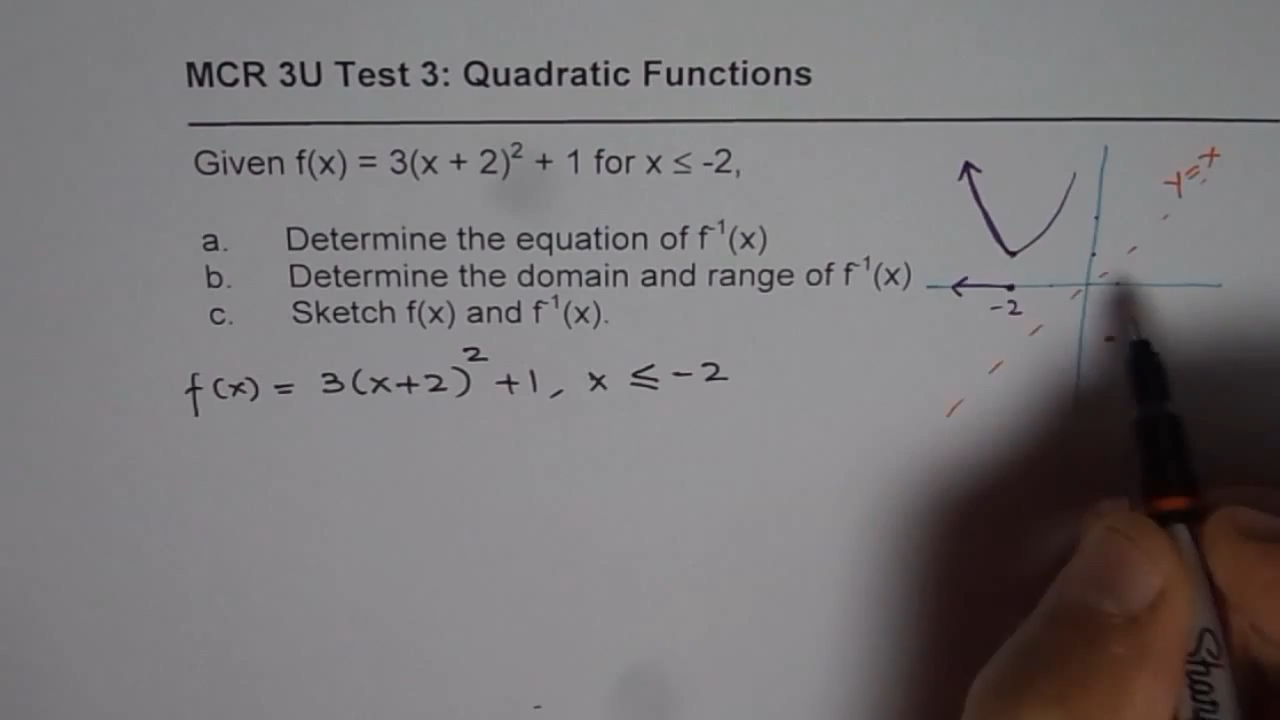 MCR 3U Test 3: Quadratic Functions
Given f(x) = 3(x + 2)² + 1 for x ≤ -2,
a. Determine the equation of f⁻¹(x)
b. Determine the domain and range of f⁻¹(x)
c. Sketch f(x) and f⁻¹(x).
f(x) = 3(x+2)² +1, x ≤ -2
y=x
-2
Shar